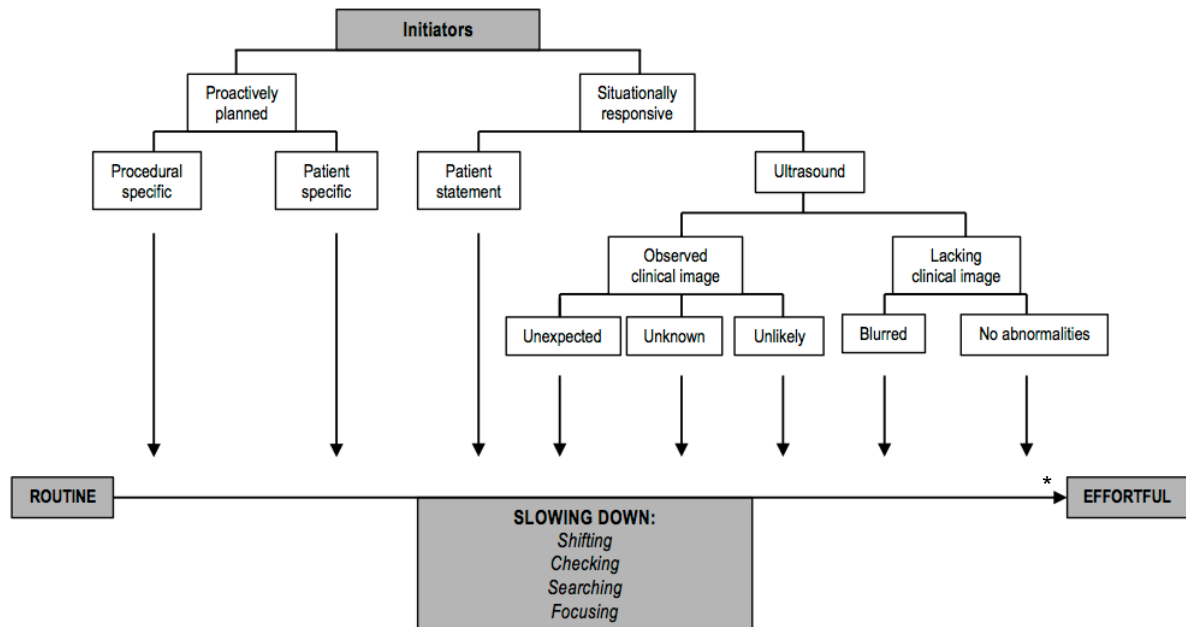 Initiators
Proactively
planned
Situationally
responsive
Procedural
specific
Patient
specific
Patient
statement
Ultrasound
Observed
clinical image
Lacking
clinical image
Unexpected
Unknown
Unlikely
Blurred
No abnormalities
ROUTINE
*
EFFORTFUL
SLOWING DOWN:
Shifting
Checking
Searching
Focusing